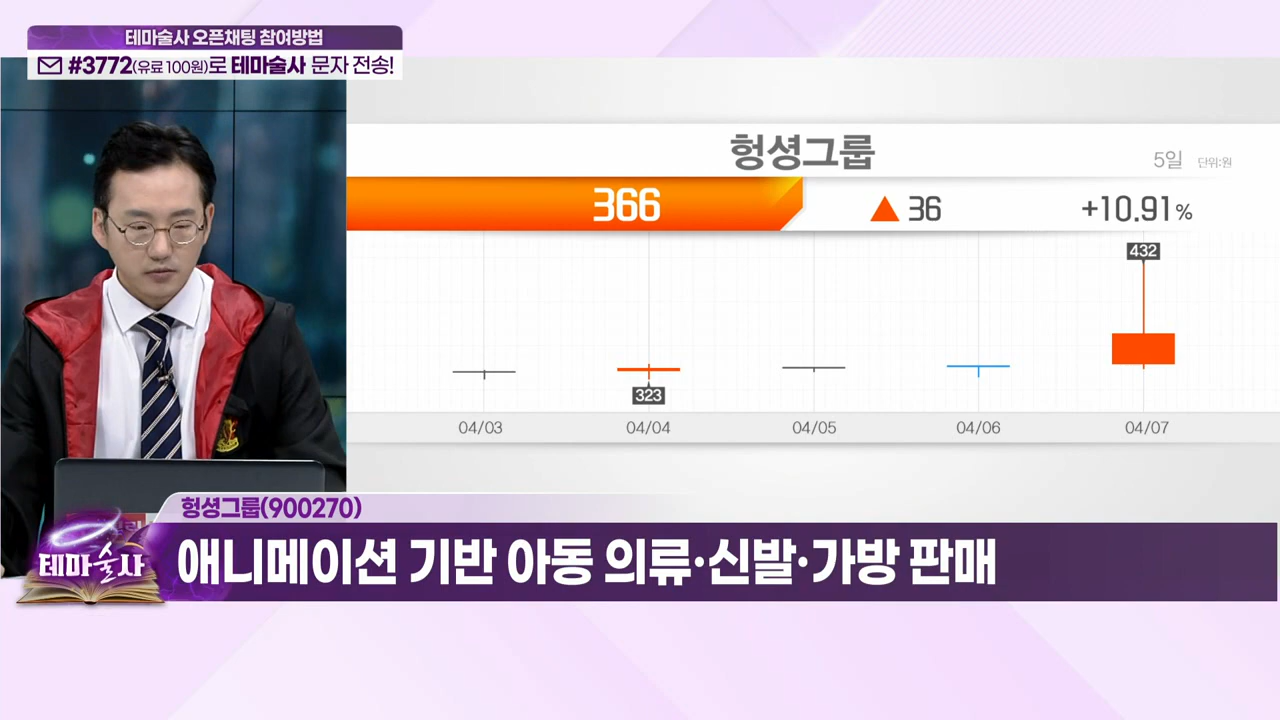 테마술사 오픈채팅 참여방법
#3772(유료 100원)로 테마술사 문자 전송!
헝셩그룹
5일 단위:원
366 ▲ 36 +10.91%
432
323
04/03 04/04 04/05 04/06 04/07
헝셩그룹(900270)
테마술사
애니메이션 기반 아동 의류·신발·가방 판매